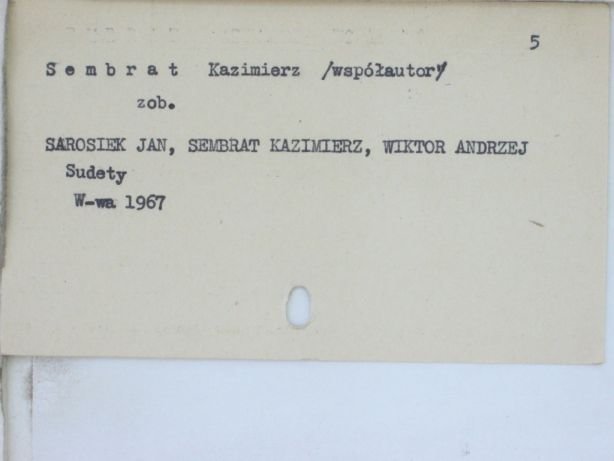 5
S e m b r a t Kazimierz /współautor/
zob.
SAROSIEK JAN, SEMBRAT KAZIMIERZ, WIKTOR ANDRZEJ
Sudety
W-wa 1967